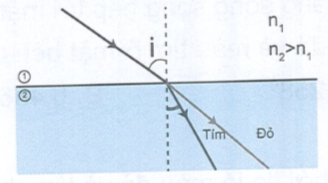 n₁
i
n₂>n₁
①
②
Tím Đỏ